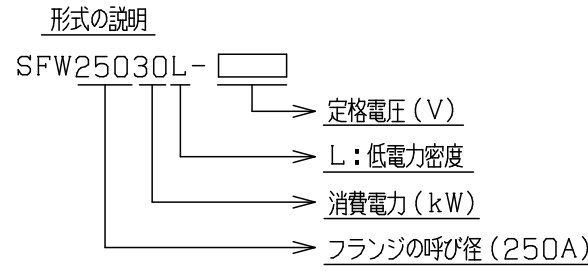 形式の説明
SFW25030L-
定格電圧(V)
L：低電力密度
消費電力(kW)
フランジの呼び径(250A)